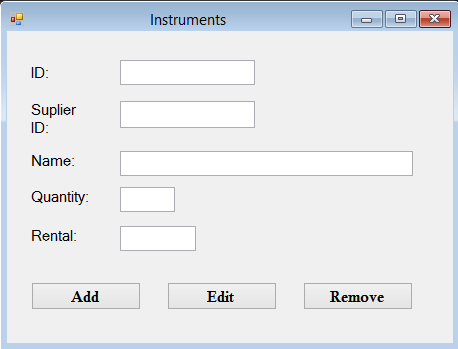 Instruments
ID:
Suplier
ID:
Name:
Quantity:
Rental:
Add Edit Remove